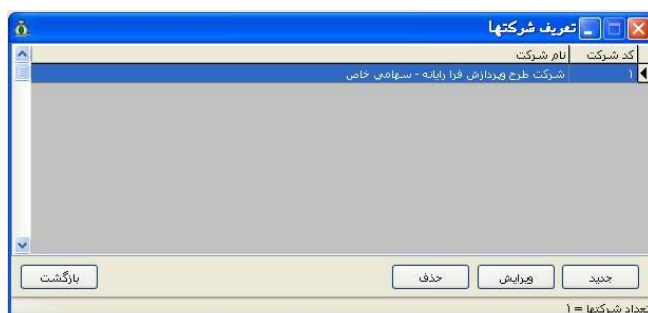 تعریف شرکتها
کد شرکت نام شرکت
۱ شرکت طرح وپردازش فرا رایانه - سهامی خاص
جدید ویرایش حذف بازگشت
تعداد شرکتها = ۱